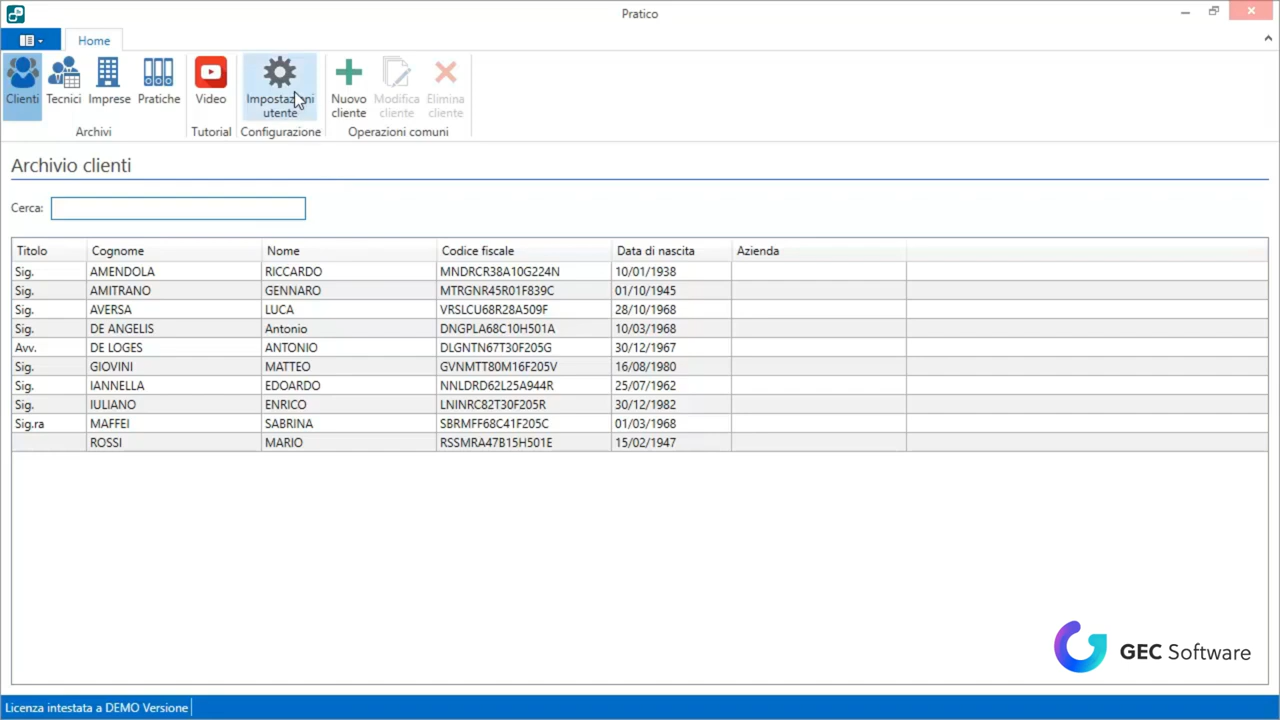 Pratico
Home
Clienti
Tecnici
Imprese
Pratiche
Archivi
Video
Tutorial
Impostazioni
utente
Configurazione
Nuovo
cliente
Modifica
cliente
Elimina
cliente
Operazioni comuni
Archivio clienti
Cerca:
Titolo Cognome Nome Codice fiscale Data di nascita Azienda
Sig. AMENDOLA RICCARDO MNDRCR38A10G224N 10/01/1938
Sig. AMITRANO GENNARO MTRGNR45R01F839C 01/10/1945
Sig. AVERSA LUCA VRSLCU68R28A509F 28/10/1968
Sig. DE ANGELIS Antonio DNGPLA68C10H501A 10/03/1968
Avv. DE LOGES ANTONIO DLGNTN67T30F205G 30/12/1967
Sig. GIOVINI MATTEO GVNMTT80M16F205V 16/08/1980
Sig. IANNELLA EDOARDO NNLDRD62L25A944R 25/07/1962
Sig. IULIANO ENRICO LNINRC82T30F205R 30/12/1982
Sig.ra MAFFEI SABRINA SBRMFF68C41F205C 01/03/1968
ROSSI MARIO RSSMRA47B15H501E 15/02/1947
GEC Software
Licenza intestata a DEMO Versione